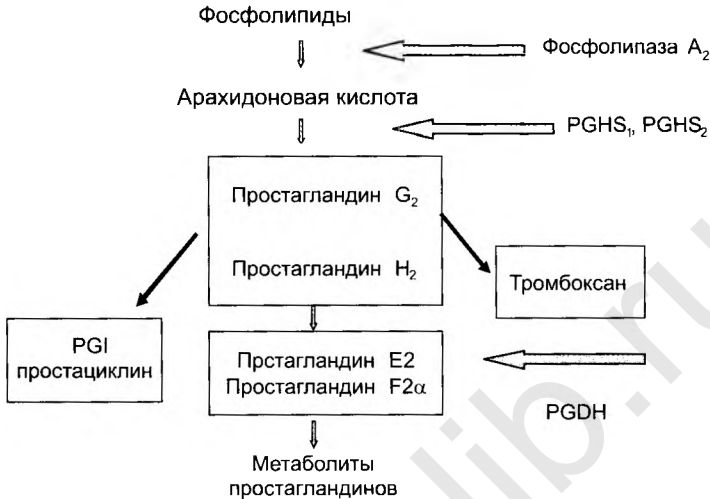 Фосфолипиды
Фосфолипаза A₂
Арахидоновая кислота
PGHS₁, PGHS₂
Простагландин G₂
Простагландин H₂
Тромбоксан
PGI
простациклин
Прстагландин E2
Простагландин F2α
PGDH
Метаболиты
простагландинов